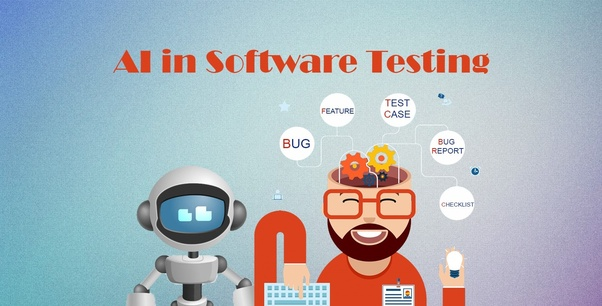 AI in Software Testing
FEATURE
TEST
CASE
BUG
BUG
REPORT
CHECKLIST